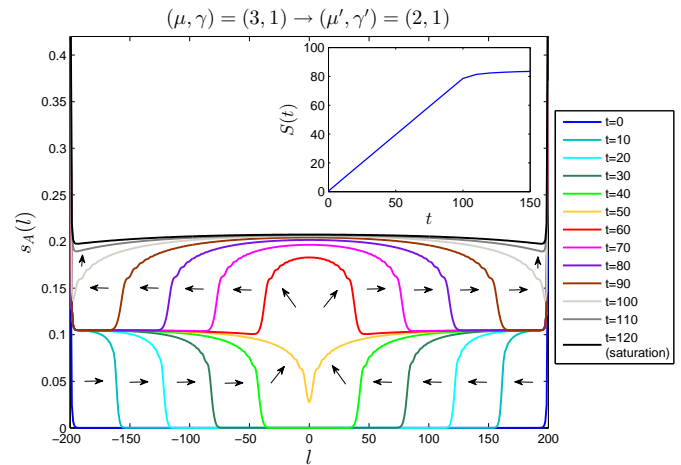 (μ, γ) = (3, 1) → (μ′, γ′) = (2, 1)
0.4
0.35
0.3
0.25
0.2
0.15
0.1
0.05
0
s_A(l)
−200 −150 −100 −50 0 50 100 150 200
l
100
80
60
40
20
0
S(t)
0 50 100 150
t
t=0
t=10
t=20
t=30
t=40
t=50
t=60
t=70
t=80
t=90
t=100
t=110
t=120
(saturation)